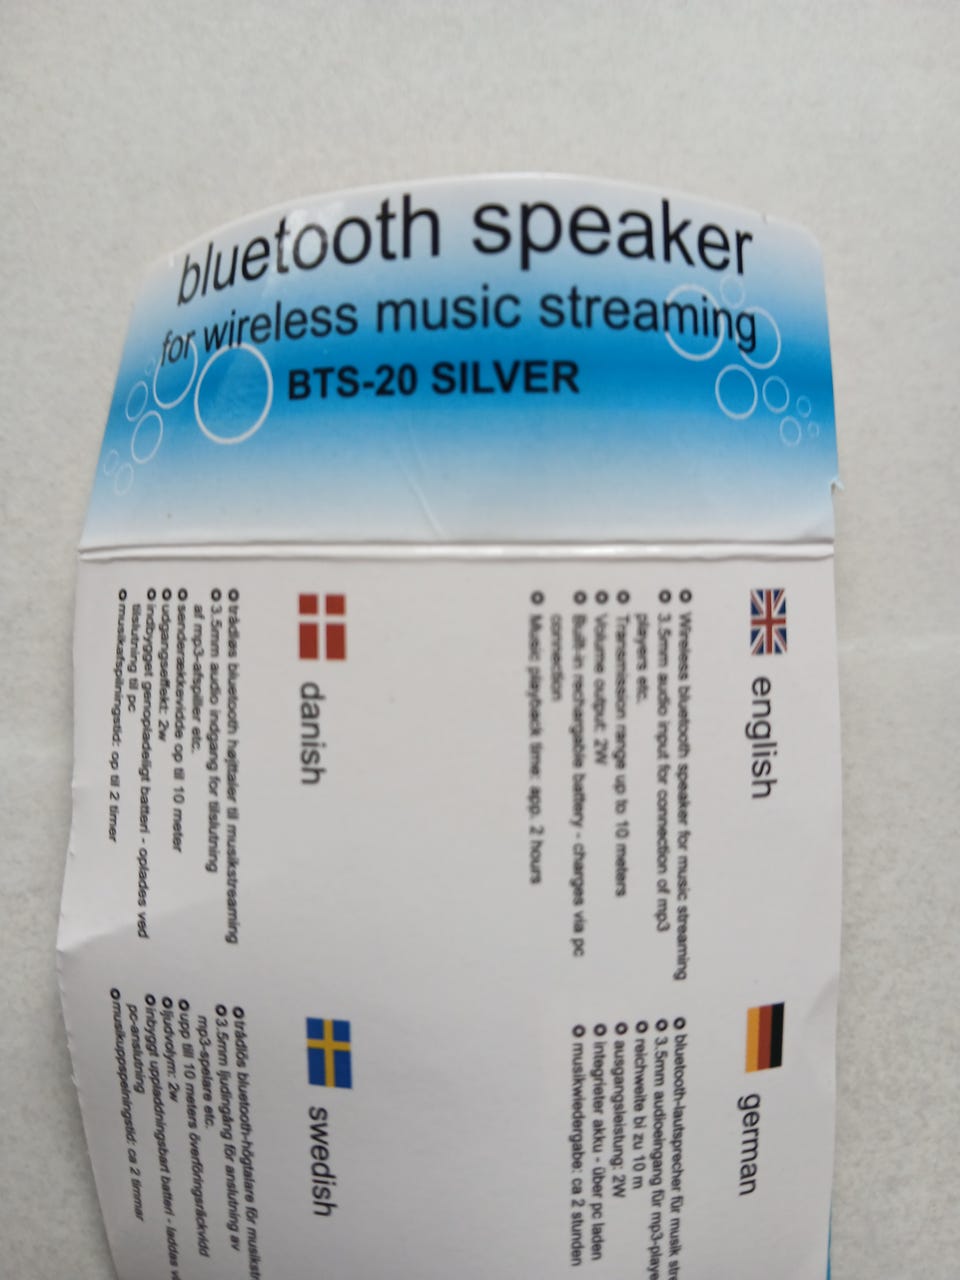 bluetooth speaker
for wireless music streaming
BTS-20 SILVER
english
Wireless bluetooth speaker for music streaming
3.5mm audio input for connection of mp3
players etc.
Transmission range up to 10 meters
Volume output: 2W
Built-in rechargable battery - charges via pc
connection
Music playback time: app. 2 hours
german
bluetooth-lautsprecher für musik
3.5mm audioeingang für
reichweite bi zu 10 m
ausgangsleistung: 2W
integrieter akku - über pc laden
musikwiedergabe: ca 2 stunden
danish
trådløs bluetooth højttaler til musikstreaming
3.5mm audio indgang for tilslutning
af mp3-afspiller etc.
senderækkevidde op til 10 meter
udgangseffekt: 2w
indbygget genopladeligt batteri - oplades ved
tilslutning til pc
musikafspilningstid: op til 2 timer
swedish
trådlös bluetooth-högtalare för
3.5mm ljudingång för anslutning av
mp3-spelare etc.
upp till 10 meters överföringsräckvidd
ljudvolym: 2w
inbyggt uppladdningsbart batteri - laddas
pc-anslutning
musikuppspelningstid: ca 2 timmar